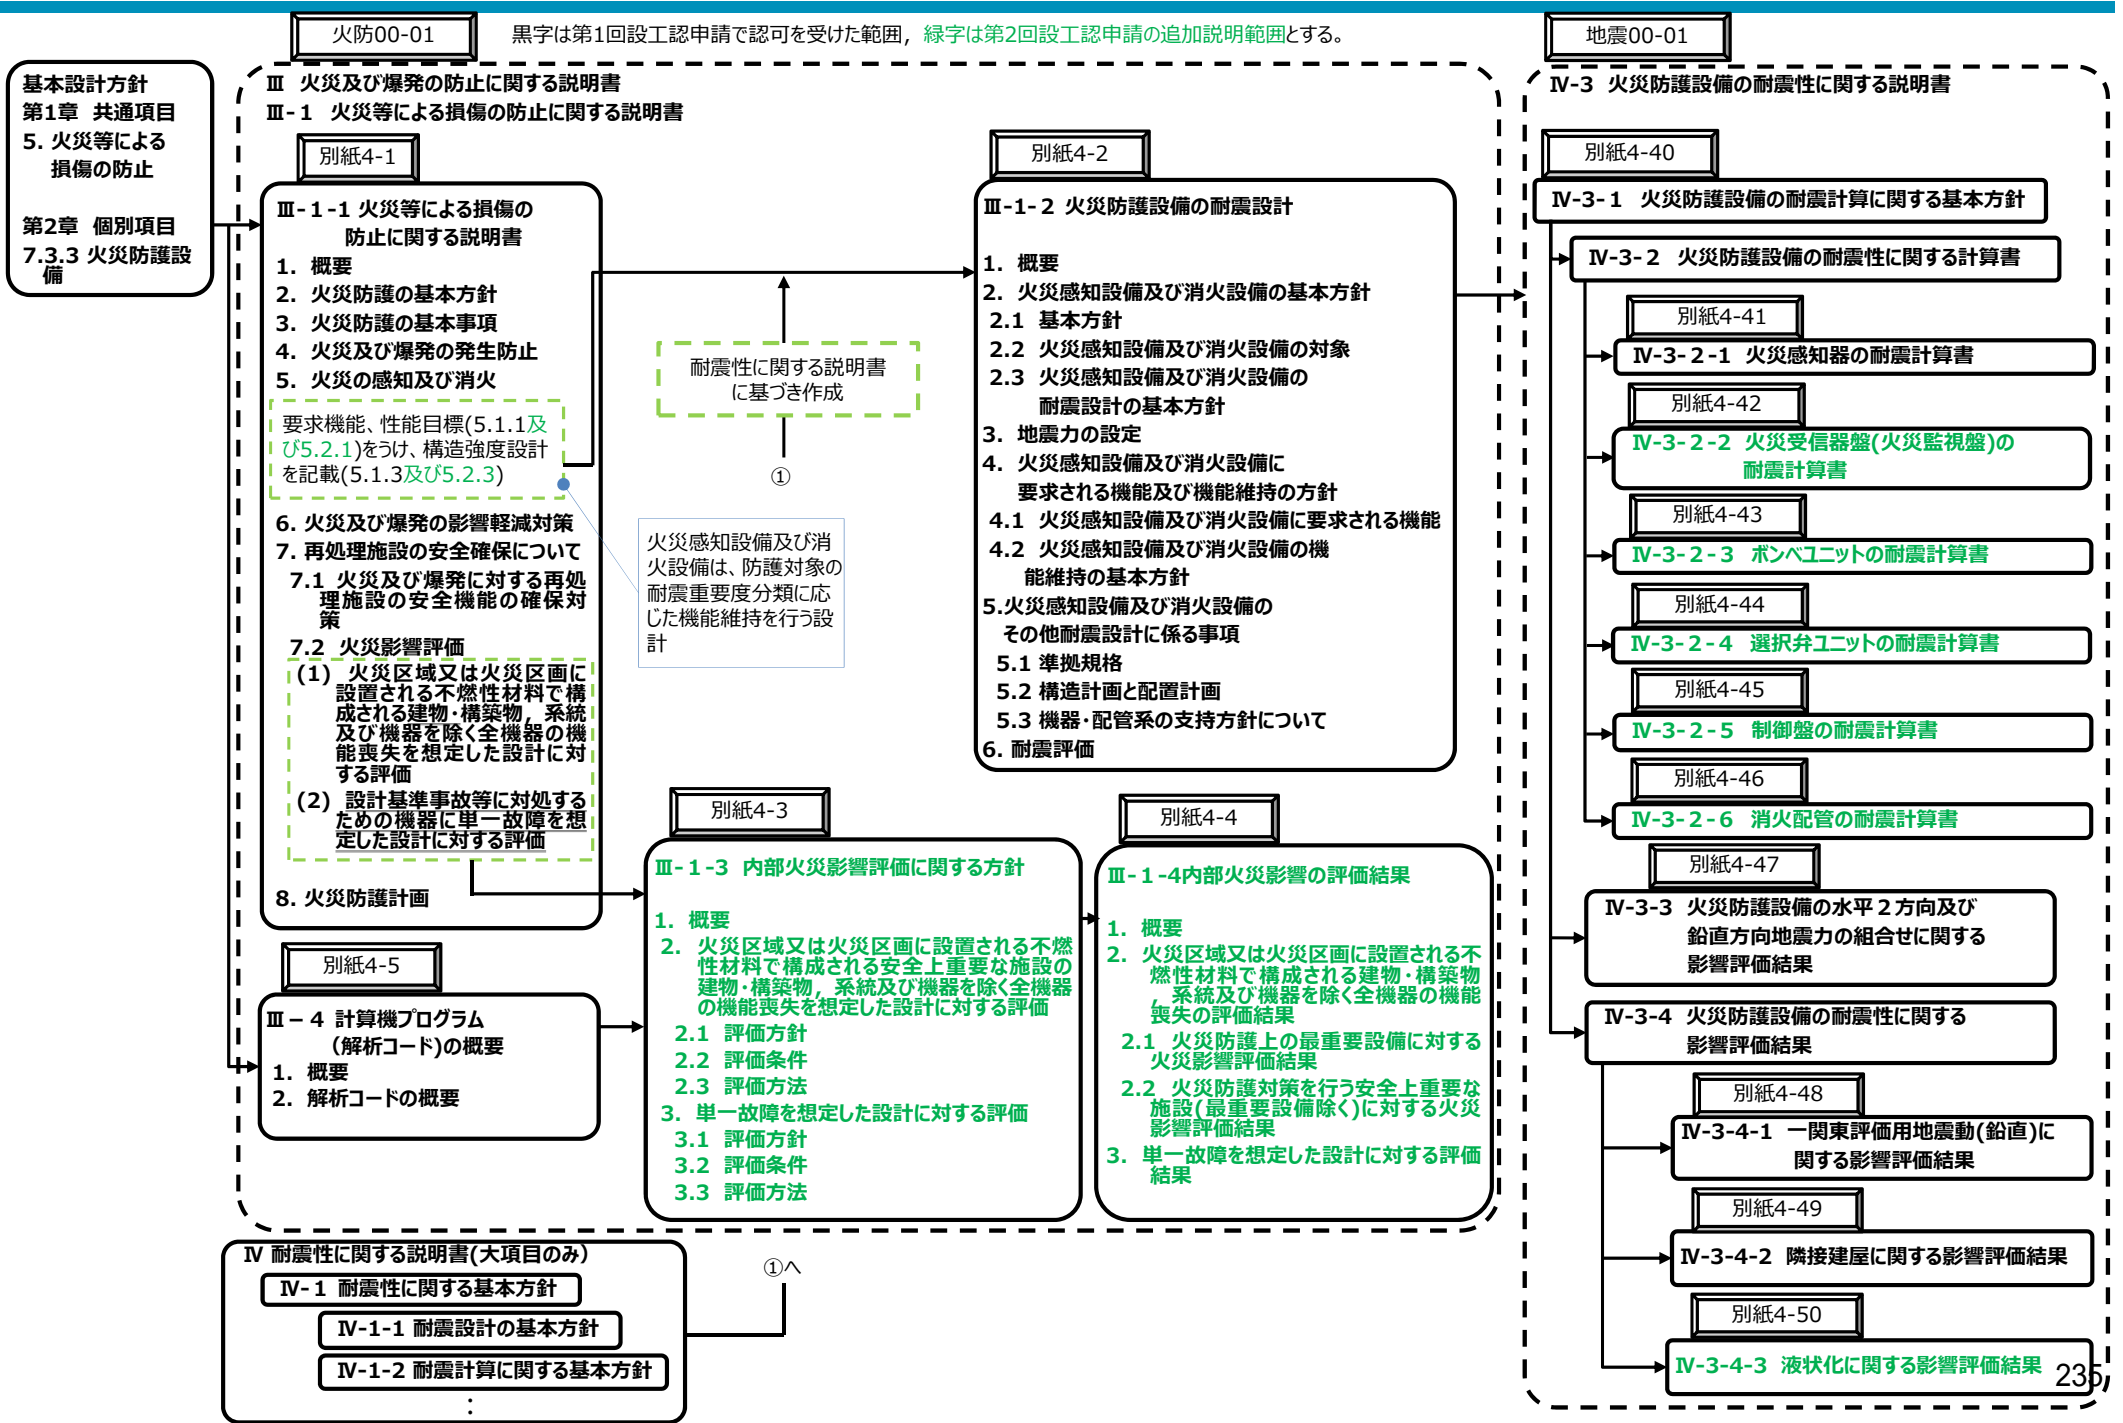 火防00-01
黒字は第1回設工認申請で認可を受けた範囲，緑字は第2回設工認申請の追加説明範囲とする。
地震00-01
基本設計方針
第1章 共通項目
5. 火災等による
損傷の防止
第2章 個別項目
7.3.3 火災防護設
備
Ⅲ 火災及び爆発の防止に関する説明書
Ⅲ-1 火災等による損傷の防止に関する説明書
別紙4-1
Ⅲ-1-1 火災等による損傷の
防止に関する説明書
1. 概要
2. 火災防護の基本方針
3. 火災防護の基本事項
4. 火災及び爆発の発生防止
5. 火災の感知及び消火
要求機能、性能目標(5.1.1及
び5.2.1)をうけ、構造強度設計
を記載(5.1.3及び5.2.3)
6. 火災及び爆発の影響軽減対策
7. 再処理施設の安全確保について
7.1 火災及び爆発に対する再処
理施設の安全機能の確保対
策
7.2 火災影響評価
(1) 火災区域又は火災区画に
設置される不燃性材料で構
成される建物・構築物，系統
及び機器を除く全機器の機
能喪失を想定した設計に対
する評価
(2) 設計基準事故等に対処する
ための機器に単一故障を想
定した設計に対する評価
8. 火災防護計画
耐震性に関する説明書
に基づき作成
①
火災感知設備及び消
火設備は、防護対象の
耐震重要度分類に応
じた機能維持を行う設
計
別紙4-2
Ⅲ-1-2 火災防護設備の耐震設計
1. 概要
2. 火災感知設備及び消火設備の基本方針
2.1 基本方針
2.2 火災感知設備及び消火設備の対象
2.3 火災感知設備及び消火設備の
耐震設計の基本方針
3. 地震力の設定
4. 火災感知設備及び消火設備に
要求される機能及び機能維持の方針
4.1 火災感知設備及び消火設備に要求される機能
4.2 火災感知設備及び消火設備の機
能維持の基本方針
5.火災感知設備及び消火設備の
その他耐震設計に係る事項
5.1 準拠規格
5.2 構造計画と配置計画
5.3 機器・配管系の支持方針について
6. 耐震評価
別紙4-3
Ⅲ-1-3 内部火災影響評価に関する方針
1. 概要
2. 火災区域又は火災区画に設置される不燃
性材料で構成される安全上重要な施設の
建物・構築物，系統及び機器を除く全機器
の機能喪失を想定した設計に対する評価
2.1 評価方針
2.2 評価条件
2.3 評価方法
3. 単一故障を想定した設計に対する評価
3.1 評価方針
3.2 評価条件
3.3 評価方法
別紙4-4
Ⅲ-1-4内部火災影響の評価結果
1. 概要
2. 火災区域又は火災区画に設置される不
燃性材料で構成される建物・構築物
，系統及び機器を除く全機器の機能
喪失の評価結果
2.1 火災防護上の最重要設備に対する
火災影響評価結果
2.2 火災防護対策を行う安全上重要な
施設(最重要設備除く)に対する火災
影響評価結果
3. 単一故障を想定した設計に対する評価
結果
別紙4-5
Ⅲ－4 計算機プログラム
（解析コード)の概要
1. 概要
2. 解析コードの概要
Ⅳ 耐震性に関する説明書(大項目のみ）
Ⅳ-1 耐震性に関する基本方針
Ⅳ-1-1 耐震設計の基本方針
Ⅳ-1-2 耐震計算に関する基本方針
：
①へ
Ⅳ-3 火災防護設備の耐震性に関する説明書
別紙4-40
Ⅳ-3-1 火災防護設備の耐震計算に関する基本方針
Ⅳ-3-2 火災防護設備の耐震性に関する計算書
別紙4-41
Ⅳ-3-2-1 火災感知器の耐震計算書
別紙4-42
Ⅳ-3-2-2 火災受信器盤(火災監視盤)の
耐震計算書
別紙4-43
Ⅳ-3-2-3 ボンベユニットの耐震計算書
別紙4-44
Ⅳ-3-2-4 選択弁ユニットの耐震計算書
別紙4-45
Ⅳ-3-2-5 制御盤の耐震計算書
別紙4-46
Ⅳ-3-2-6 消火配管の耐震計算書
別紙4-47
Ⅳ-3-3 火災防護設備の水平２方向及び
鉛直方向地震力の組合せに関する
影響評価結果
Ⅳ-3-4 火災防護設備の耐震性に関する
影響評価結果
別紙4-48
Ⅳ-3-4-1 一関東評価用地震動(鉛直)に
関する影響評価結果
別紙4-49
Ⅳ-3-4-2 隣接建屋に関する影響評価結果
別紙4-50
Ⅳ-3-4-3 液状化に関する影響評価結果
235